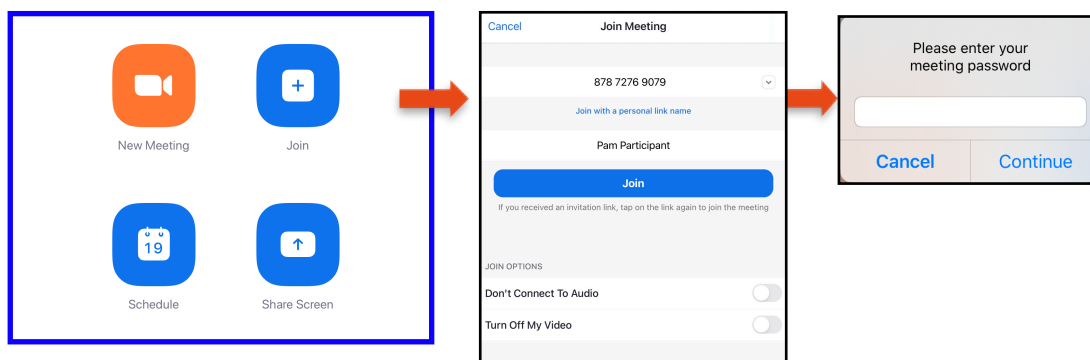 New Meeting
Join
19
Schedule
Share Screen
Cancel
Join Meeting
878 7276 9079
Join with a personal link name
Pam Participant
Join
If you received an invitation link, tap on the link again to join the meeting
JOIN OPTIONS
Don't Connect To Audio
Turn Off My Video
Please enter your
meeting password
Cancel
Continue